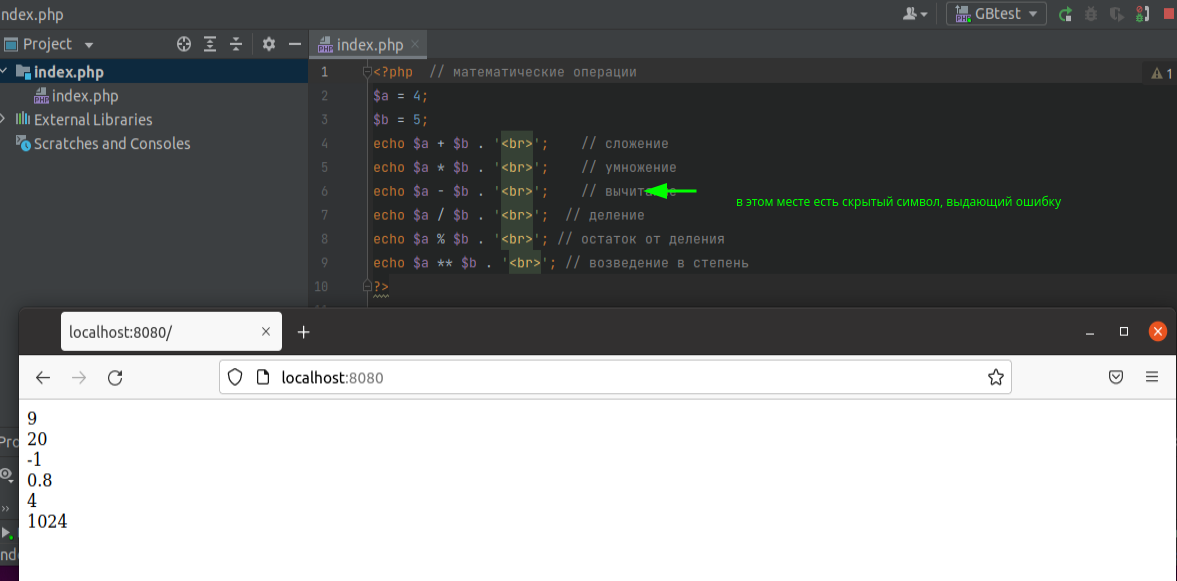 ndex.php
GBtest
Project
index.php
index.php
index.php
External Libraries
Scratches and Consoles
1 <?php // математические операции
2 $a = 4;
3 $b = 5;
4 echo $a + $b . '<br>'; // сложение
5 echo $a * $b . '<br>'; // умножение
6 echo $a - $b . '<br>'; // вычит е
7 echo $a / $b . '<br>'; // деление
8 echo $a % $b . '<br>'; // остаток от деления
9 echo $a ** $b . '<br>'; // возведение в степень
10 ?>
1
в этом месте есть скрытый символ, выдающий ошибку
localhost:8080/
localhost:8080
9
20
-1
0.8
4
1024
Pro
nd